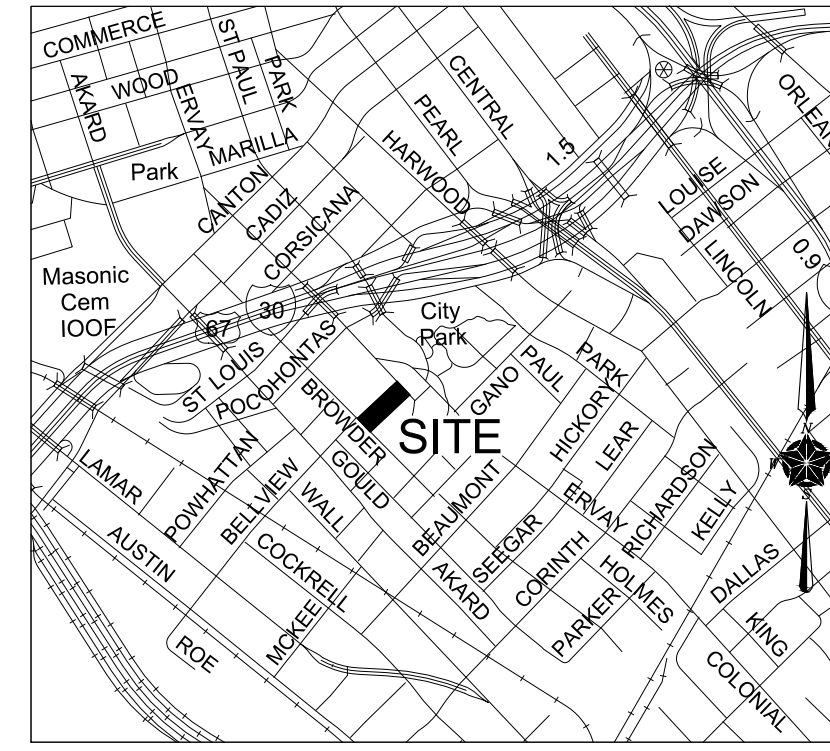 COMMERCE
ST PAUL
PARK
AKARD
WOOD
ERVAY
MARILLA
Park
CENTRAL
PEARL
HARWOOD
1.5
ORLEAN
LOUISE
DAWSON
LINCOLN
0.9
CANTON
CADIZ
CORSICANA
Masonic
Cem
IOOF
67
30
City
Park
ST LOUIS
POCOHONTAS
BROWDER
SITE
GANO
PAUL
PARK
HICKORY
LEAR
GOULD
LAMAR
POWHATTAN
BELLVIEW
WALL
BEAUMONT
ERVAY
RICHARDSON
KELLY
AUSTIN
COCKRELL
SEEGAR
CORINTH
AKARD
HOLMES
PARKER
DALLAS
KING
COLONIAL
MCKEE
ROE
N
W
S